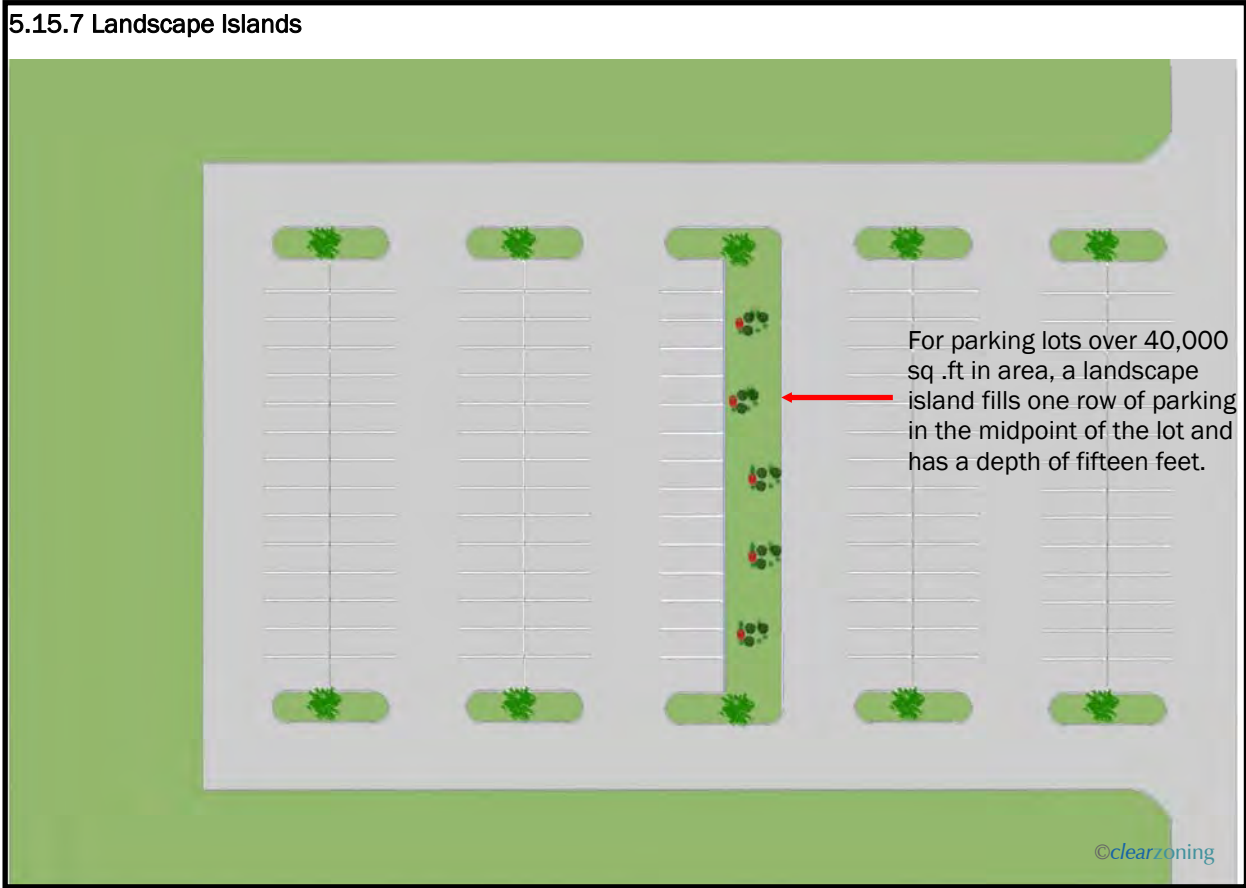 5.15.7 Landscape Islands
For parking lots over 40,000
sq .ft in area, a landscape
island fills one row of parking
in the midpoint of the lot and
has a depth of fifteen feet.
©clearzoning